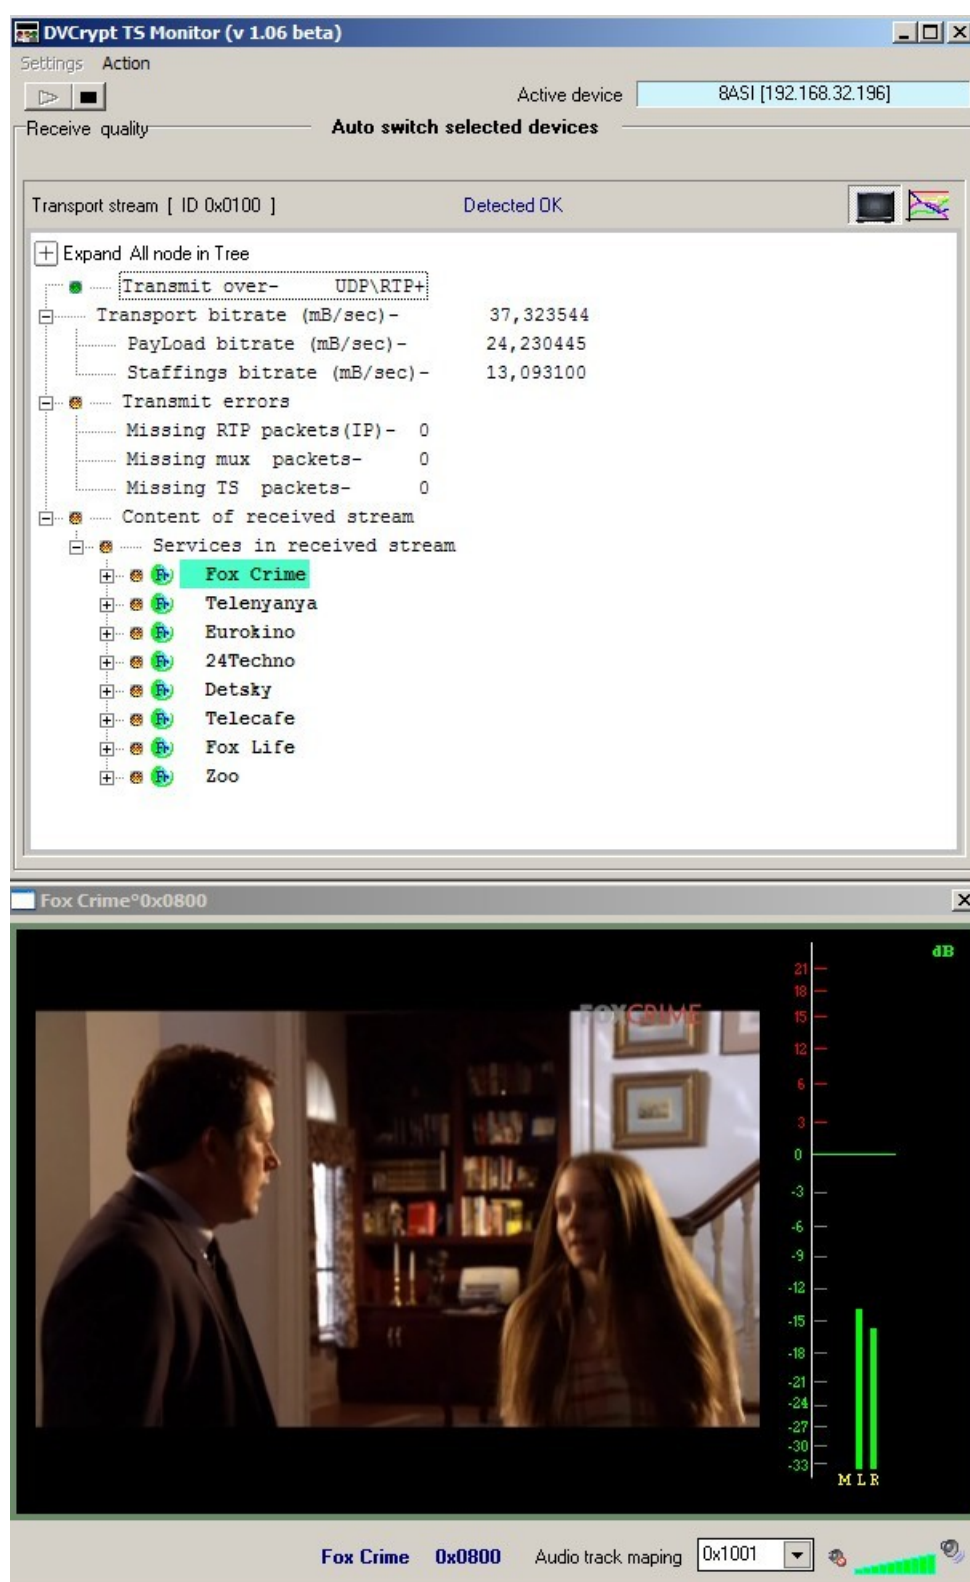 DVCrypt TS Monitor (v 1.06 beta)
Settings Action
Active device 8ASI [192.168.32.196]
Receive quality Auto switch selected devices
Transport stream [ ID 0x0100 ] Detected OK
Expand All node in Tree
Transmit over- UDP\RTP+
Transport bitrate (mB/sec)- 37,323544
PayLoad bitrate (mB/sec)- 24,230445
Staffings bitrate (mB/sec)- 13,093100
Transmit errors
Missing RTP packets(IP)- 0
Missing mux packets- 0
Missing TS packets- 0
Content of received stream
Services in received stream
Fox Crime
Telenyanya
Eurokino
24Techno
Detsky
Telecafe
Fox Life
Zoo
Fox Crime°0x0800
dB
21
18
FOXCRIME 15
12
6
3
0
-3
-6
-9
-12
-15
-18
-21
-24
-27
-30
-33
M L R
Fox Crime 0x0800 Audio track maping 0x1001